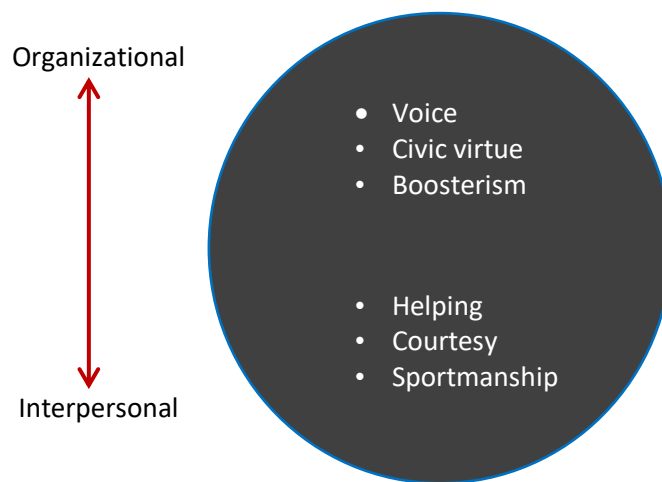 Organizational
• Voice
• Civic virtue
• Boosterism
• Helping
• Courtesy
• Sportmanship
Interpersonal